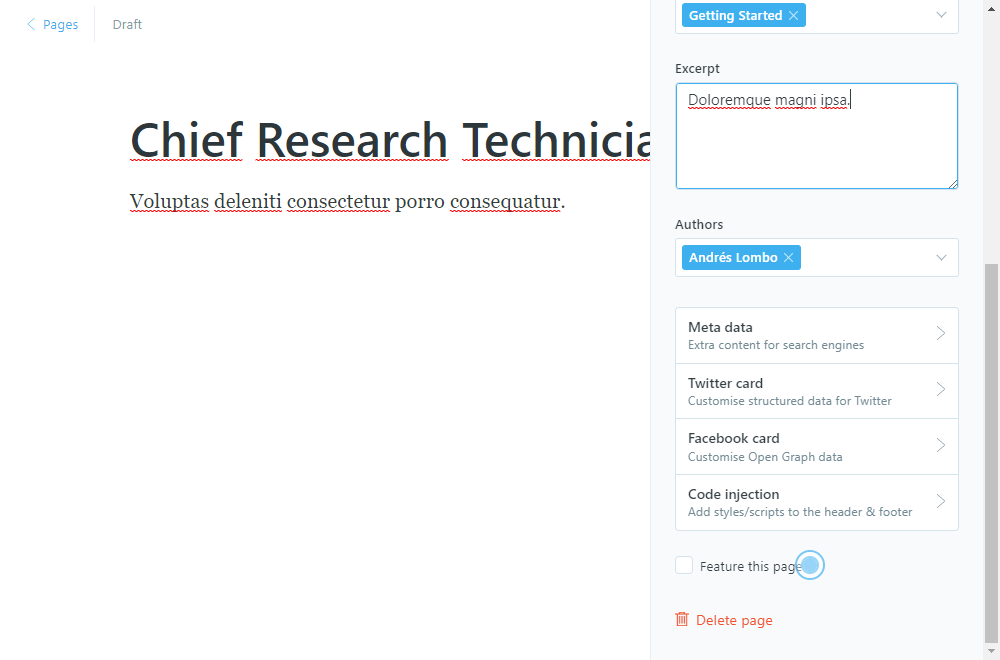 Pages
Draft
Chief Research Technicia
Voluptas deleniti consectetur porro consequatur.
Getting Started
Excerpt
Doloremque magni ipsa.
Authors
Andrés Lombo
Meta data
Extra content for search engines
Twitter card
Customise structured data for Twitter
Facebook card
Customise Open Graph data
Code injection
Add styles/scripts to the header & footer
Feature this page
Delete page